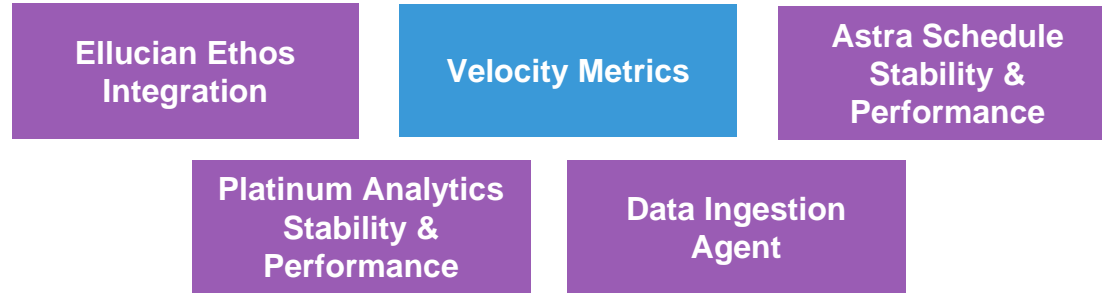 Ellucian Ethos
Integration
Velocity Metrics
Astra Schedule
Stability &
Performance
Platinum Analytics
Stability &
Performance
Data Ingestion
Agent